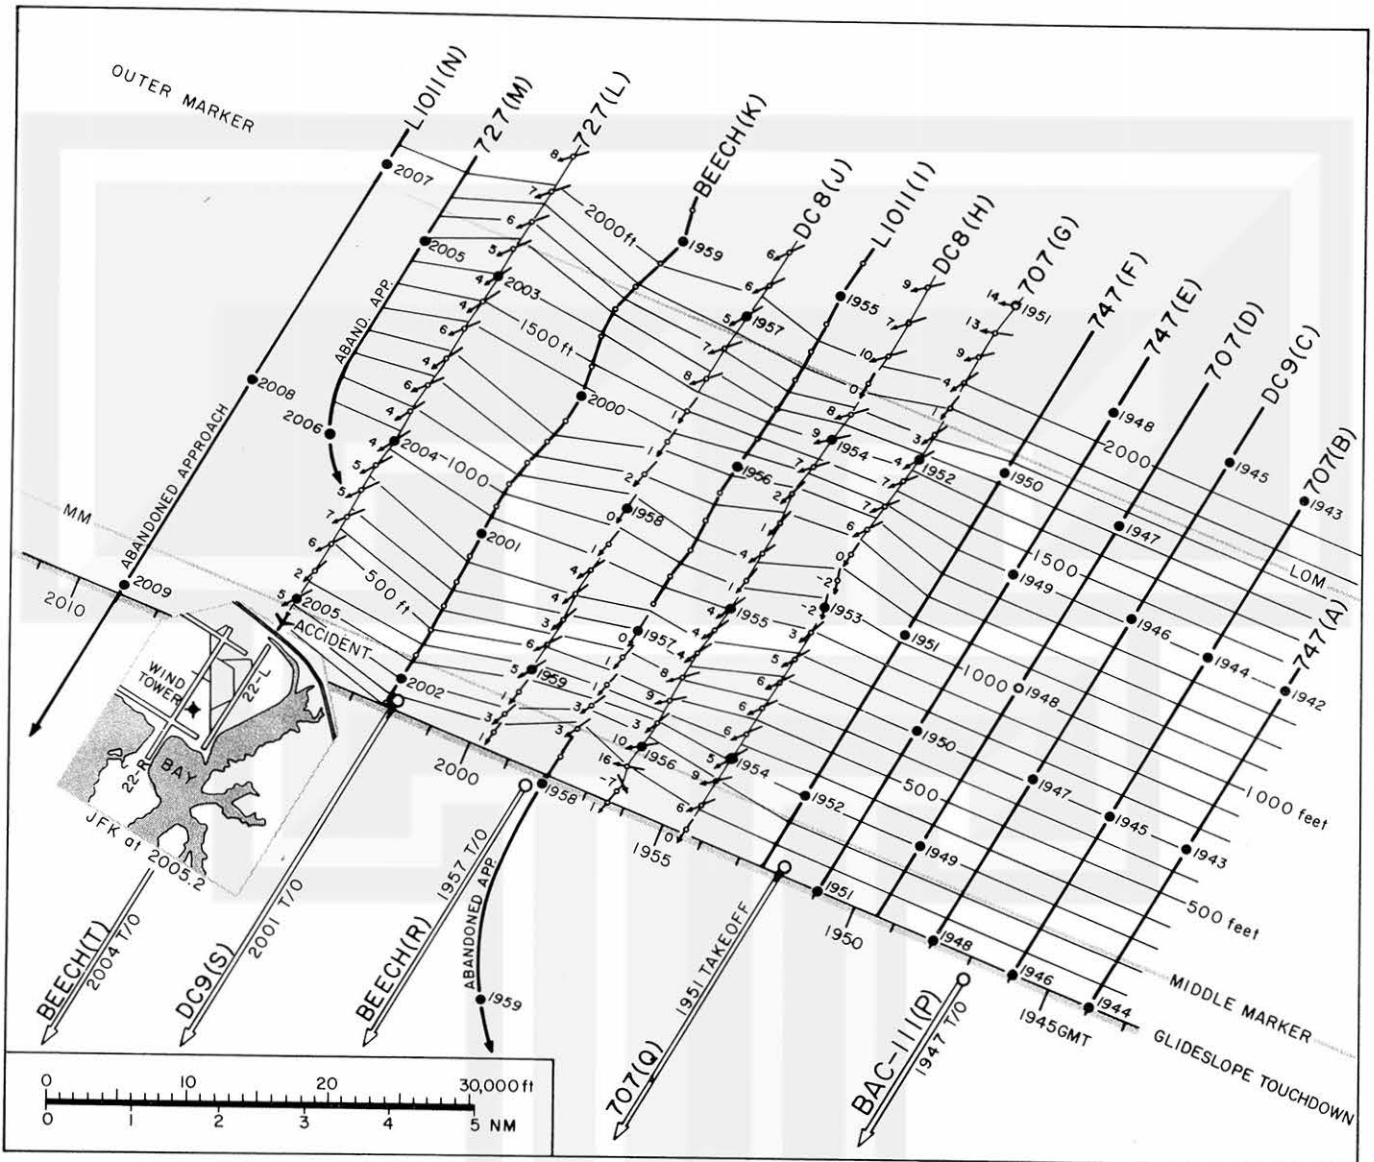 OUTER MARKER
L1011(N)
727(M)
727(L)
BEECH(K)
DC8(J)
L1011(I)
DC8(H)
707(G)
747(F)
747(E)
707(D)
DC9(C)
707(B)
747(A)
2007
2008
2009
ABANDONED APPROACH
2005
ABAND. APP.
2006
2003
2004
2005
ACCIDENT
1959
2000
2001
2002
1957
1958
1959
1955
1956
1957
1958
1954
1955
1956
1951
1952
1953
1954
1950
1951
1952
1948
1949
1950
1951
1947
1948
1949
1945
1946
1947
1948
1943
1944
1945
1946
1942
1943
1944
2000ft
1500ft
1000
500 ft
2000
1500
1000
500
1000 feet
500 feet
LOM
MM
MIDDLE MARKER
GLIDESLOPE TOUCHDOWN
2010
2000
1955
1950
1945GMT
WIND
TOWER
22-L
22-R
BAY
JFK at 2005.2
BEECH(T)
2004 T/O
DC9(S)
2001 T/O
BEECH(R)
1957 T/O
ABANDONED APP.
1959
707(Q)
1951 TAKEOFF
BAC-111(P)
1947 T/O
0 10 20 30,000ft
0 1 2 3 4 5 NM